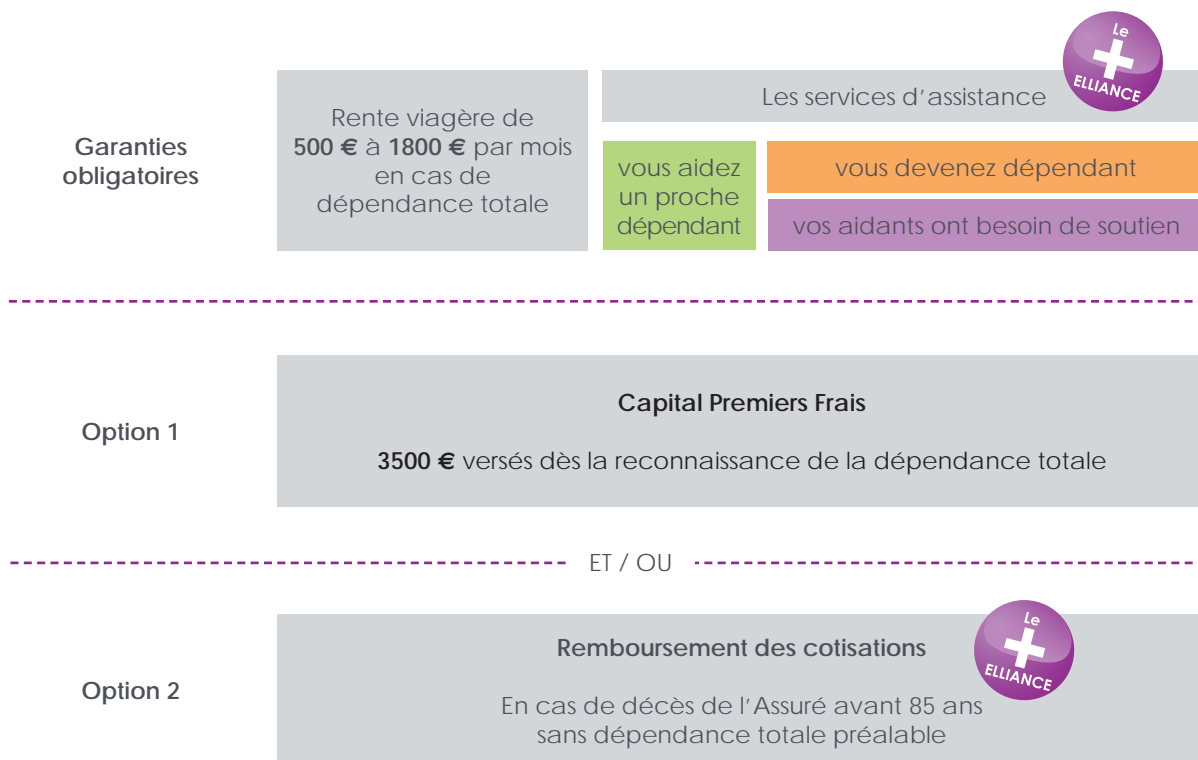 Garanties
obligatoires
Rente viagère de
500 € à 1800 € par mois
en cas de
dépendance totale
Les services d'assistance
Le
+
ELLIANCE
vous aidez
un proche
dépendant
vous devenez dépendant
vos aidants ont besoin de soutien
Option 1
Capital Premiers Frais
3500 € versés dès la reconnaissance de la dépendance totale
ET / OU
Option 2
Remboursement des cotisations
Le
+
ELLIANCE
En cas de décès de l'Assuré avant 85 ans
sans dépendance totale préalable